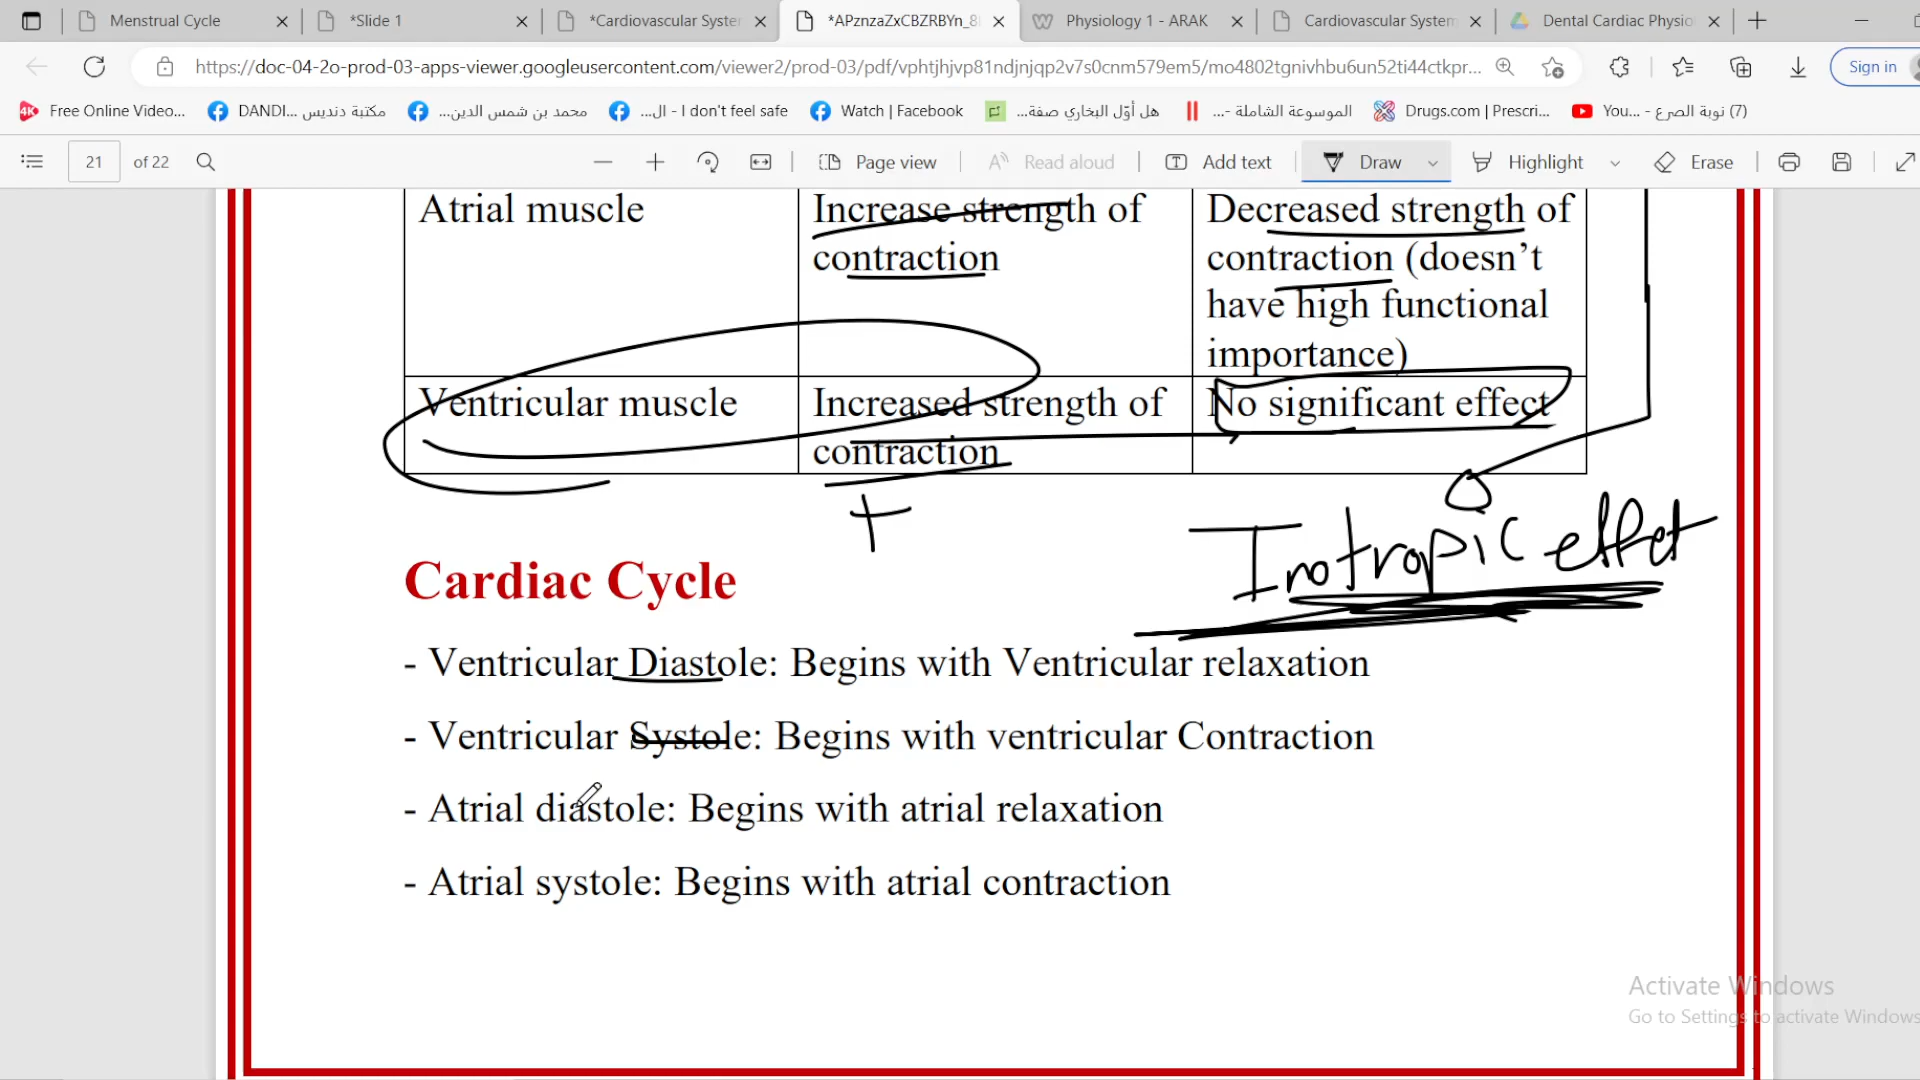 Menstrual Cycle
*Slide 1
*Cardiovascular Syste
*APznzaZxCBZRBYn_8
Physiology 1 - ARAK
Cardiovascular System
Dental Cardiac Physio
https://doc-04-2o-prod-03-apps-viewer.googleusercontent.com/viewer2/prod-03/pdf/vphtjhjvp81ndjnjqp2v7s0cnm579em5/mo4802tgnivhbu6un52ti44ctkpr...
Sign in
Free Online Video...
DANDI... مكتبة دنديس
محمد بن شمس الدين...
ال... - I don't feel safe
Watch | Facebook
هل أوّل البخاري صفة...
الموسوعة الشاملة -...
Drugs.com | Prescri...
You... - نوبة الصرع (7)
21 of 22
Page view
Read aloud
Add text
Draw
Highlight
Erase
Atrial muscle
Increase strength of
contraction
Decreased strength of
contraction (doesn’t
have high functional
importance)
Ventricular muscle
Increased strength of
contraction
No significant effect
+
Inotropic effect
Cardiac Cycle
- Ventricular Diastole: Begins with Ventricular relaxation
- Ventricular Systole: Begins with ventricular Contraction
- Atrial diastole: Begins with atrial relaxation
- Atrial systole: Begins with atrial contraction
Activate Windows
Go to Settings to activate Windows